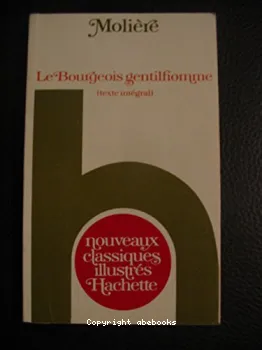 Molière
Le Bourgeois gentilhomme
(texte intégral)
nouveaux
classiques
illustrés
Hachette
Copyright abebooks